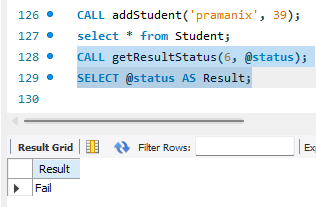 126 CALL addStudent('pramanix', 39);
127 select * from Student;
128 CALL getResultStatus(6, @status);
129 SELECT @status AS Result;
130
Result Grid Filter Rows:
Result
Fail